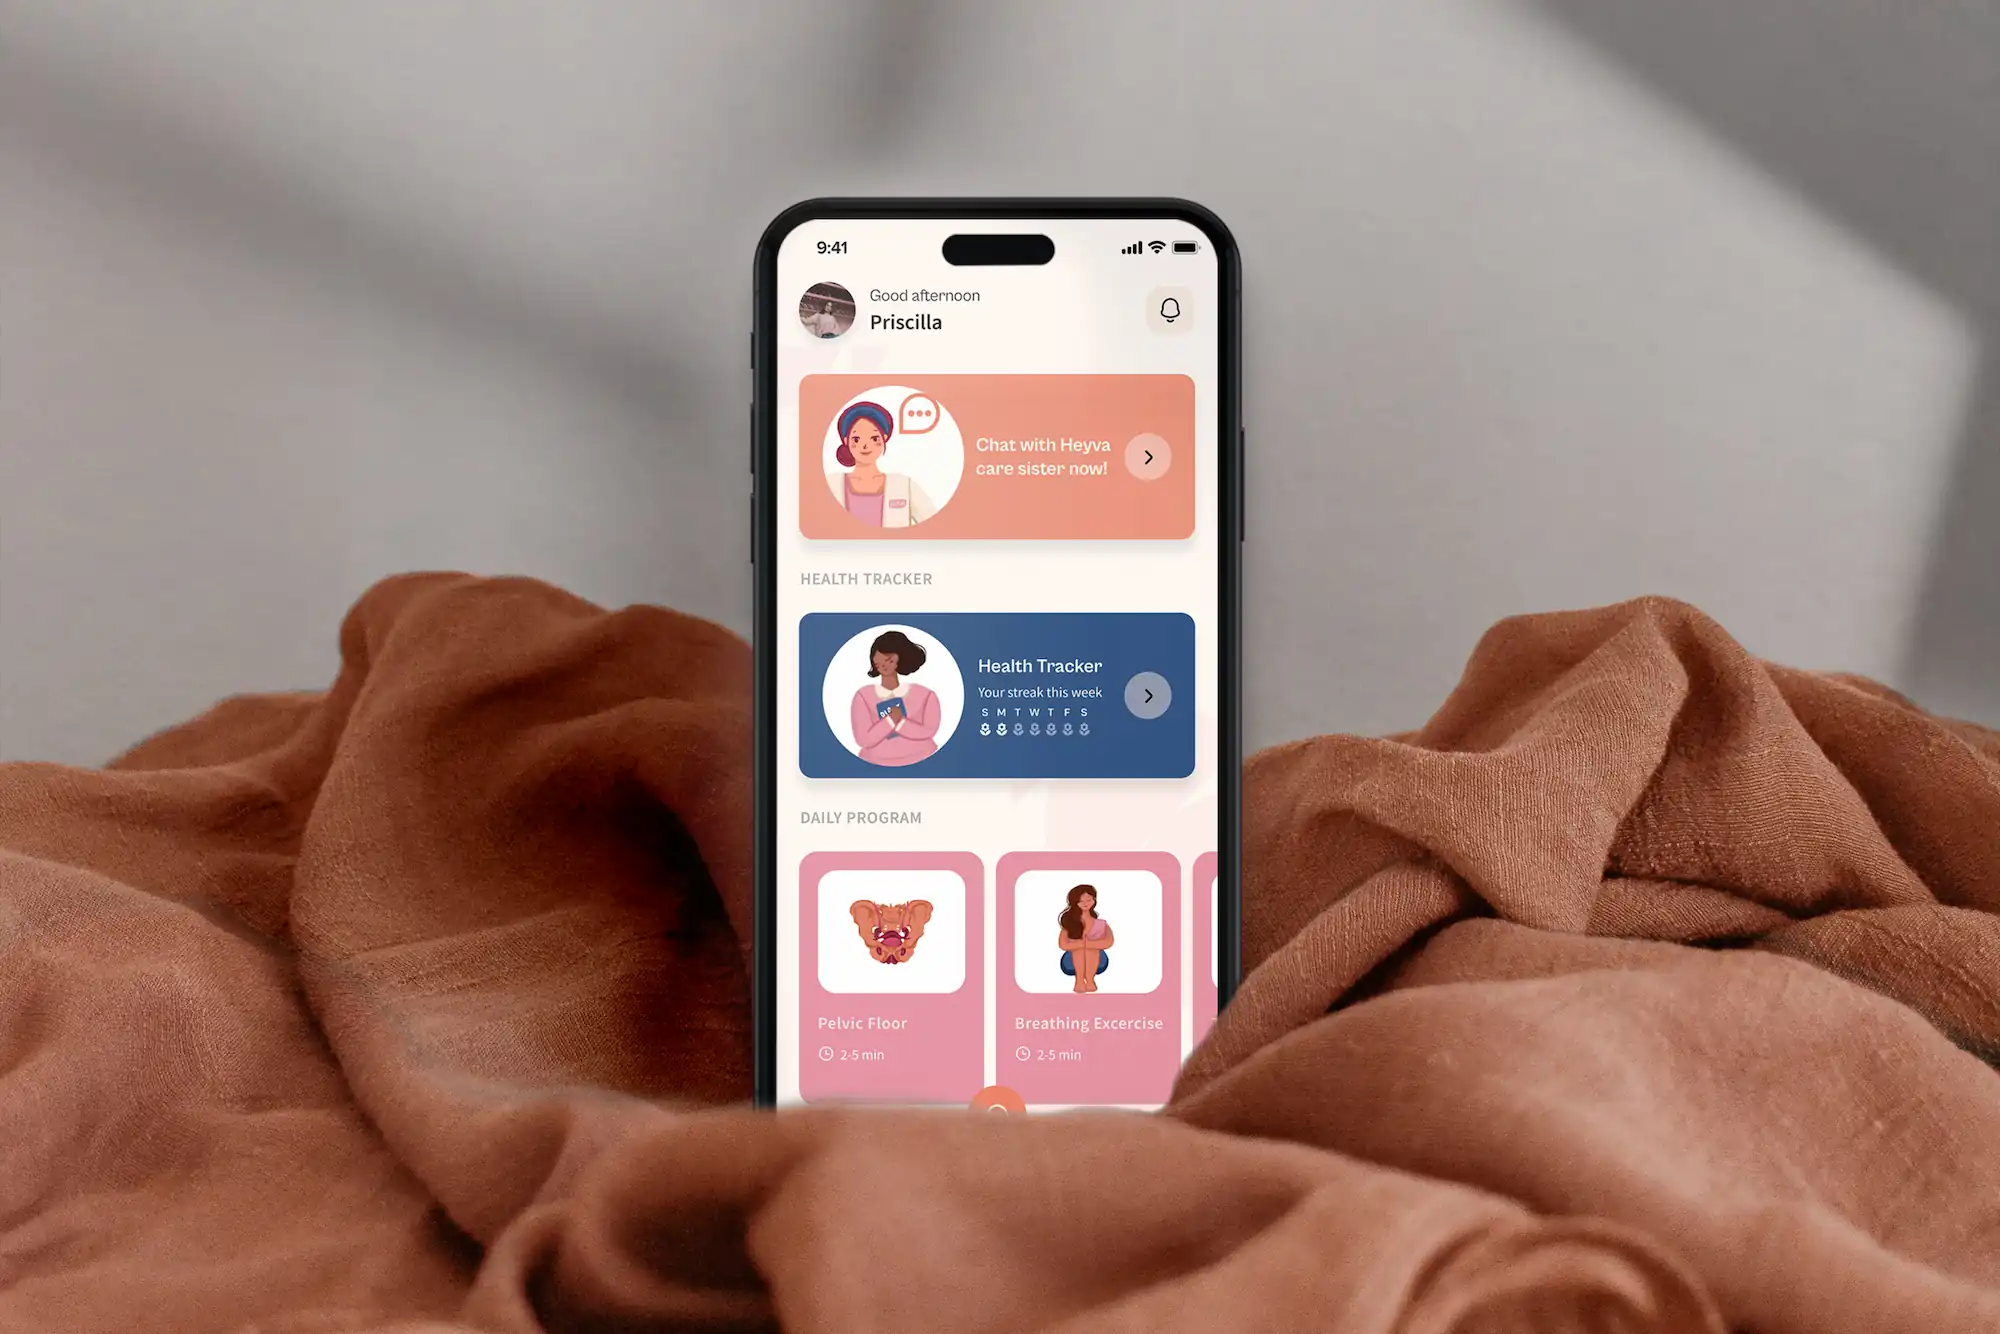 9:41
Good afternoon
Priscilla
Chat with Heyva
care sister now!
HEALTH TRACKER
Health Tracker
Your streak this week
S M T W T F S
DAILY PROGRAM
Pelvic Floor
2-5 min
Breathing Excercise
2-5 min